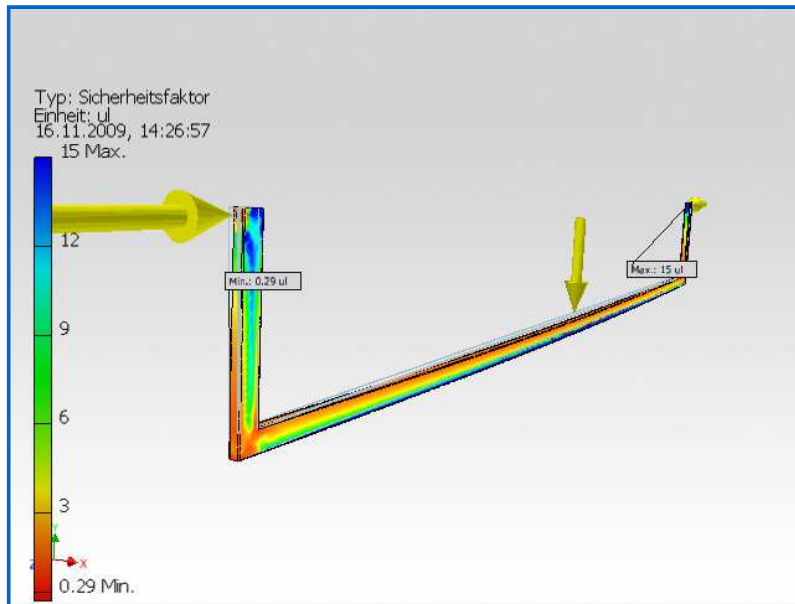 Typ: Sicherheitsfaktor
Einheit: ul
16.11.2009, 14:26:57
15 Max.
12
9
6
3
0.29 Min.
Min.: 0.29 ul
Max.: 15 ul
Y
Z
X